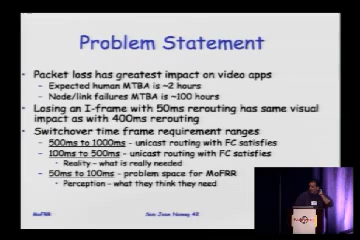 Problem Statement
• Packet loss has greatest impact on video apps
– Expected human MTBA is ~2 hours
– Node/link failures MTBA is ~100 hours
• Losing an I-frame with 50ms rerouting has same visual
impact as with 400ms rerouting
• Switchover time frame requirement ranges
– 500ms to 1000ms - unicast routing with FC satisfies
– 100ms to 500ms - unicast routing with FC satisfies
• Reality - what is really needed
– 50ms to 100ms - problem space for MoFRR
• Perception - what they think they need
MoFRR
San Jose Nanog 42